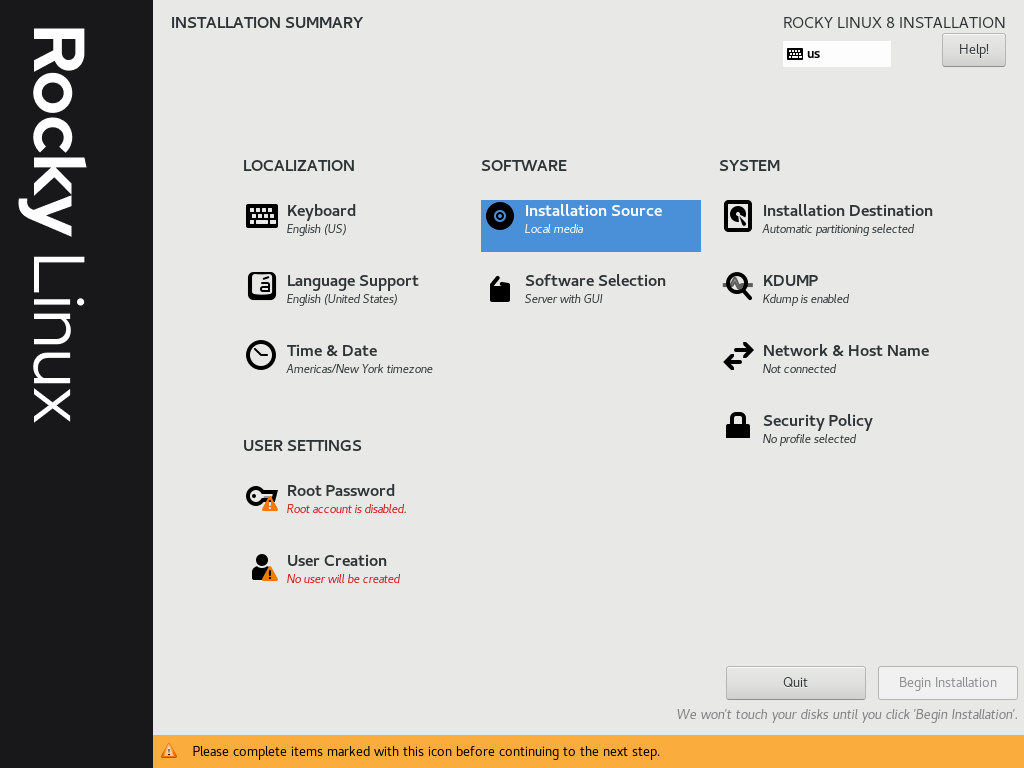 Rocky Linux
INSTALLATION SUMMARY
ROCKY LINUX 8 INSTALLATION
us
Help!
LOCALIZATION
Keyboard
English (US)
Language Support
English (United States)
Time & Date
Americas/New York timezone
USER SETTINGS
Root Password
Root account is disabled.
User Creation
No user will be created
SOFTWARE
Installation Source
Local media
Software Selection
Server with GUI
SYSTEM
Installation Destination
Automatic partitioning selected
KDUMP
Kdump is enabled
Network & Host Name
Not connected
Security Policy
No profile selected
Quit
Begin Installation
We won't touch your disks until you click 'Begin Installation'.
Please complete items marked with this icon before continuing to the next step.